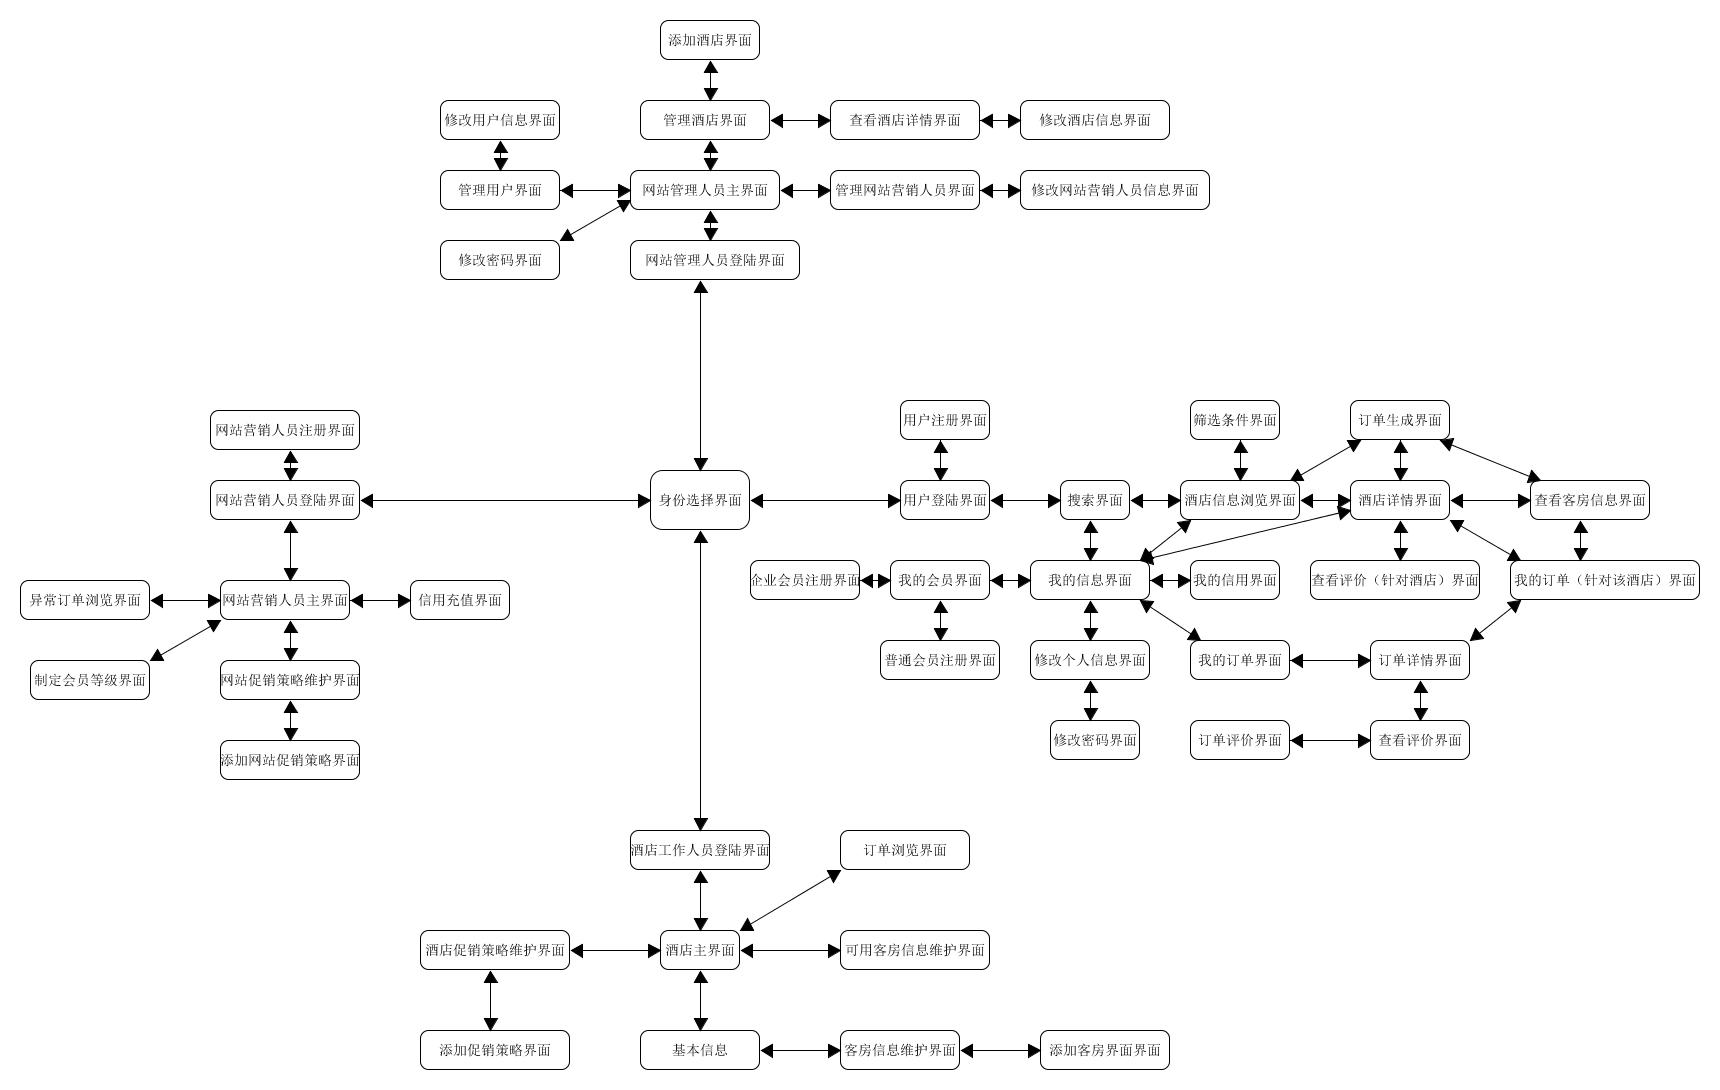 添加酒店界面
修改用户信息界面
管理酒店界面
查看酒店详情界面
修改酒店信息界面
管理用户界面
网站管理人员主界面
管理网站营销人员界面
修改网站营销人员信息界面
修改密码界面
网站管理人员登陆界面
网站营销人员注册界面
用户注册界面
筛选条件界面
订单生成界面
网站营销人员登陆界面
身份选择界面
用户登陆界面
搜索界面
酒店信息浏览界面
酒店详情界面
查看客房信息界面
企业会员注册界面
我的会员界面
我的信息界面
我的信用界面
查看评价（针对酒店）界面
我的订单（针对该酒店）界面
异常订单浏览界面
网站营销人员主界面
信用充值界面
制定会员等级界面
网站促销策略维护界面
普通会员注册界面
修改个人信息界面
我的订单界面
订单详情界面
添加网站促销策略界面
修改密码界面
订单评价界面
查看评价界面
酒店工作人员登陆界面
订单浏览界面
酒店促销策略维护界面
酒店主界面
可用客房信息维护界面
添加促销策略界面
基本信息
客房信息维护界面
添加客房界面界面